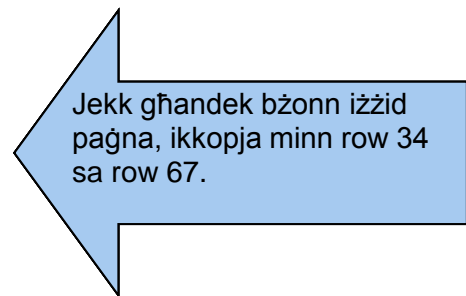 Jekk għandek bżonn iżżid
paġna, ikkopja minn row 34
sa row 67.